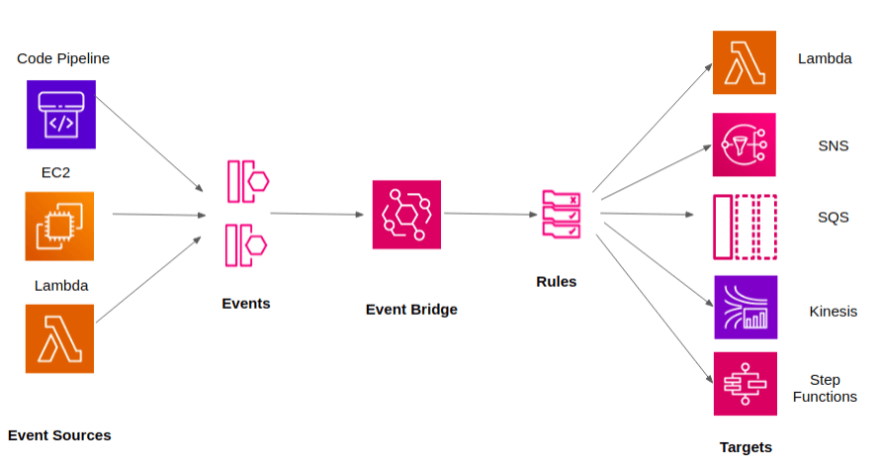 Code Pipeline
EC2
Lambda
Event Sources
Events
Event Bridge
Rules
Lambda
SNS
SQS
Kinesis
Step
Functions
Targets